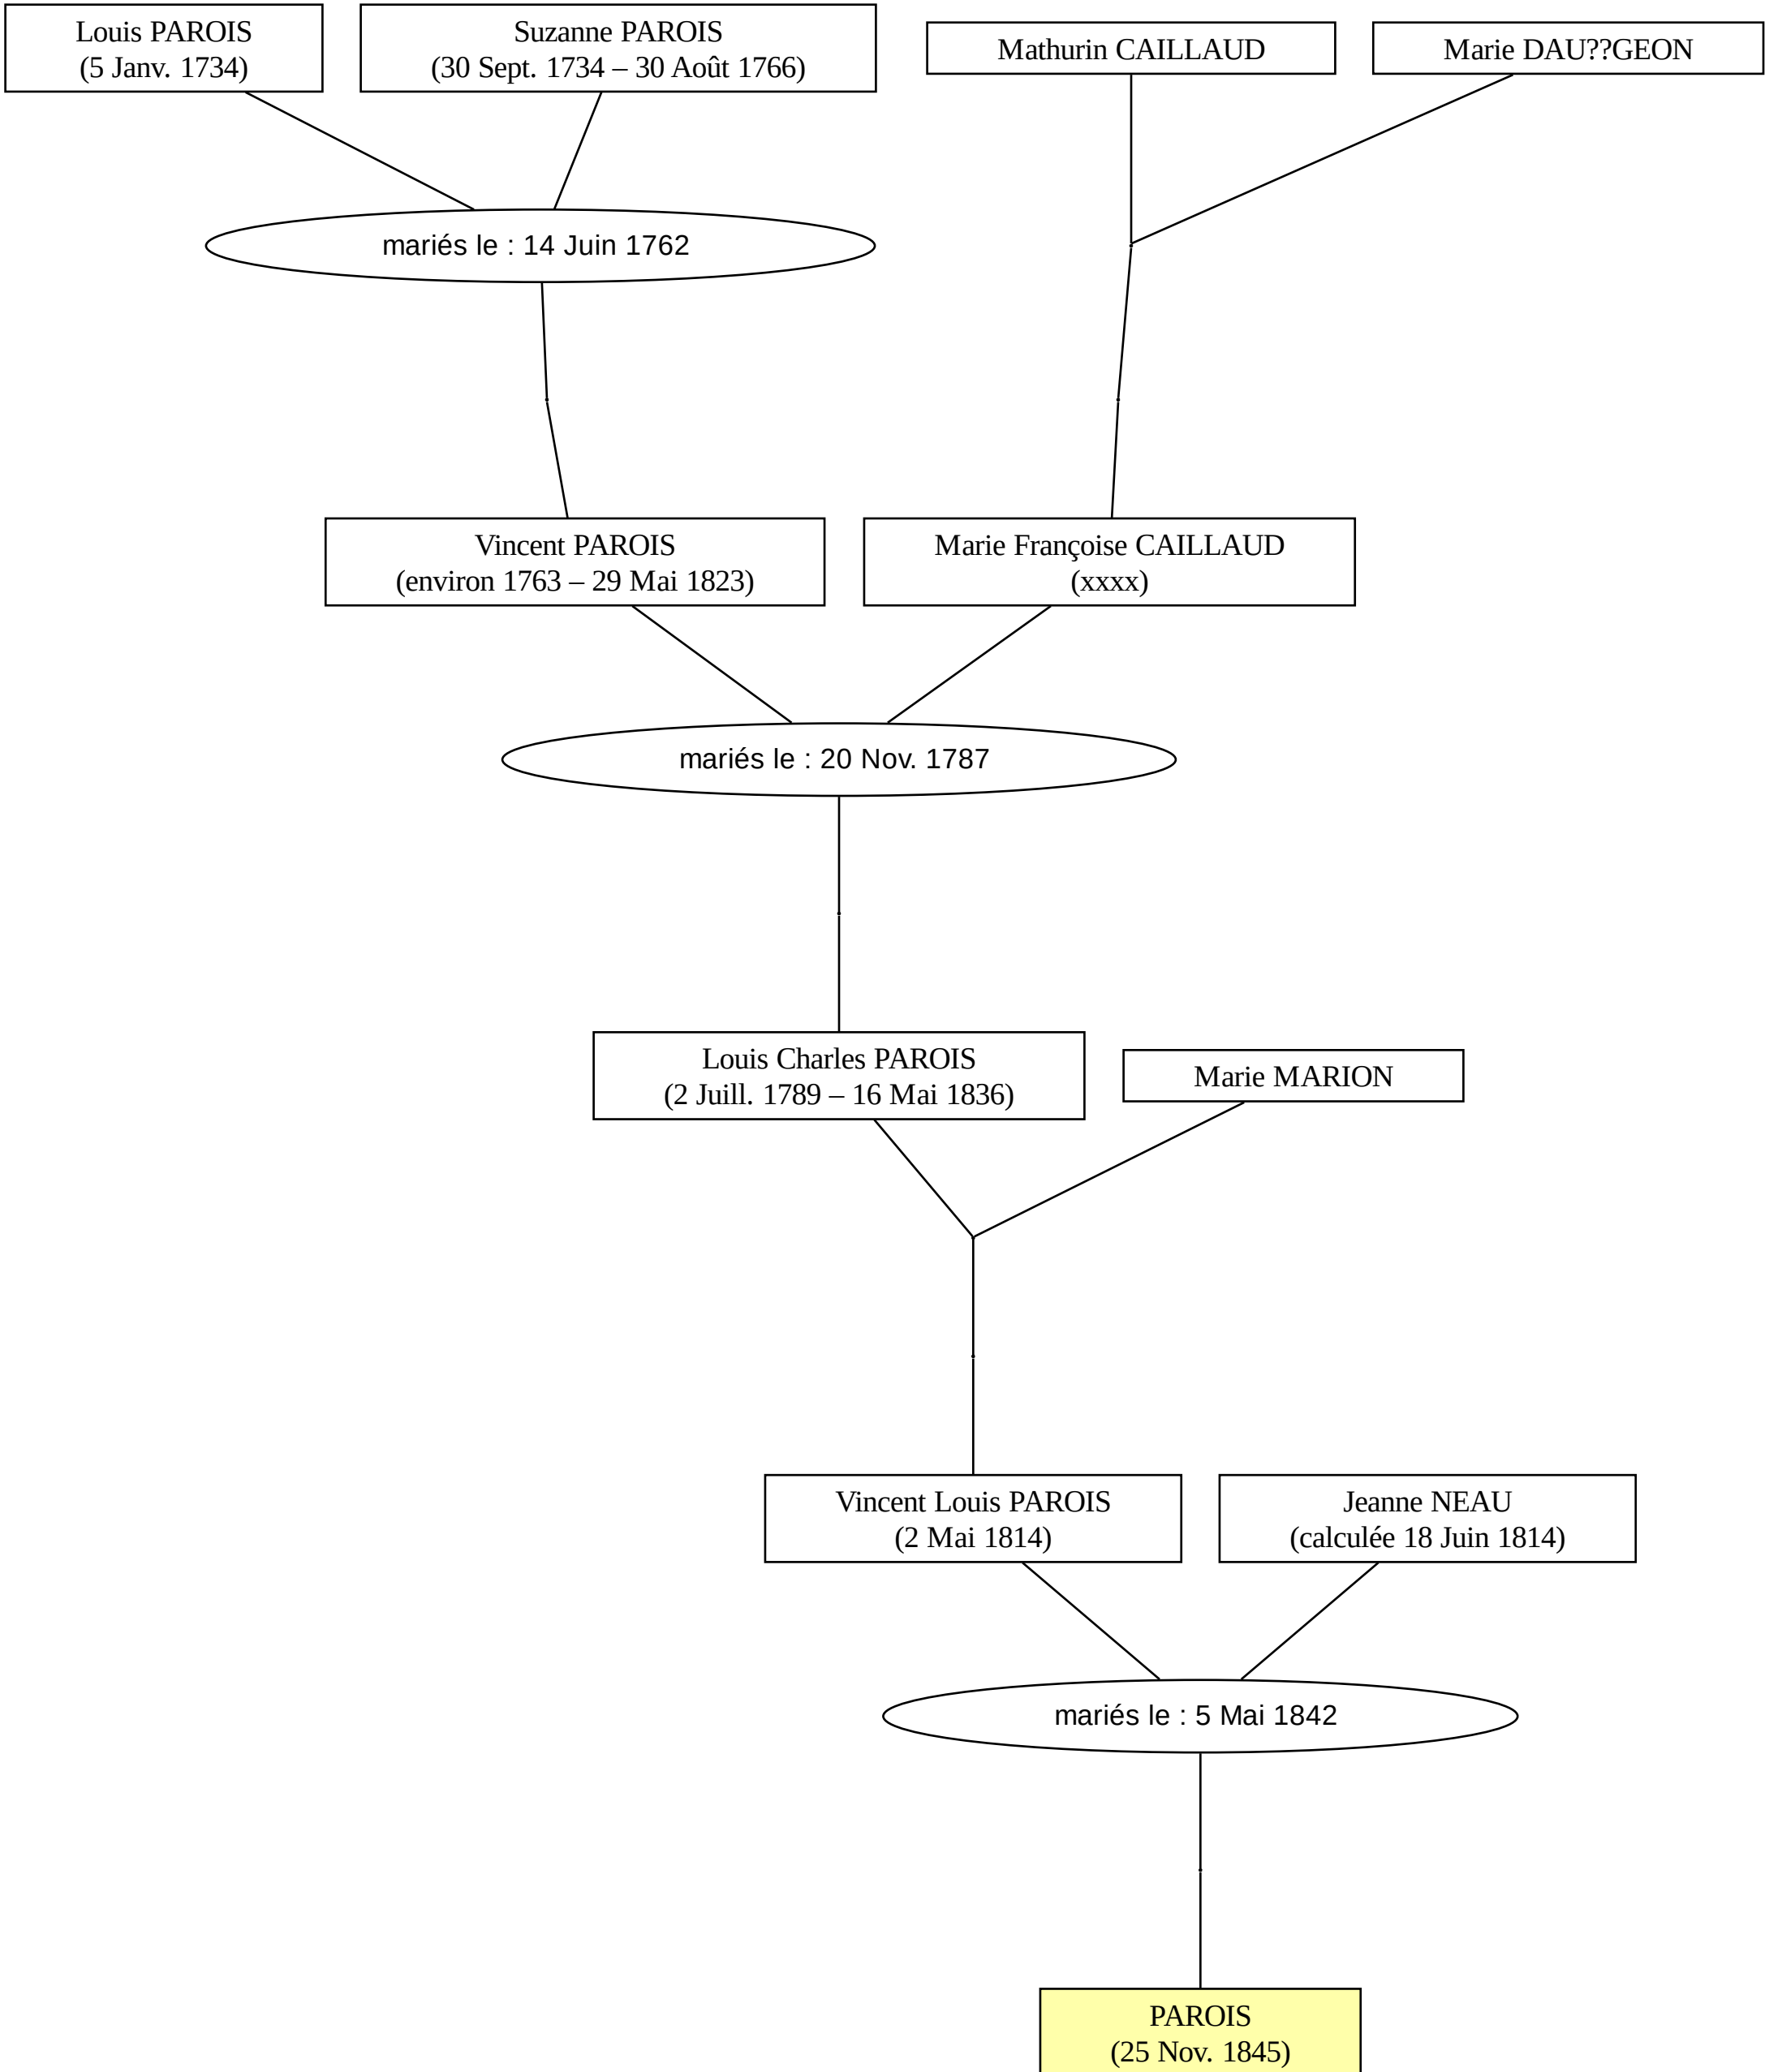 Louis PAROIS
(5 Janv. 1734)
Suzanne PAROIS
(30 Sept. 1734 – 30 Août 1766)
Mathurin CAILLAUD
Marie DAU??GEON
mariés le : 14 Juin 1762
Vincent PAROIS
(environ 1763 – 29 Mai 1823)
Marie Françoise CAILLAUD
(xxxx)
mariés le : 20 Nov. 1787
Louis Charles PAROIS
(2 Juill. 1789 – 16 Mai 1836)
Marie MARION
Vincent Louis PAROIS
(2 Mai 1814)
Jeanne NEAU
(calculée 18 Juin 1814)
mariés le : 5 Mai 1842
PAROIS
(25 Nov. 1845)